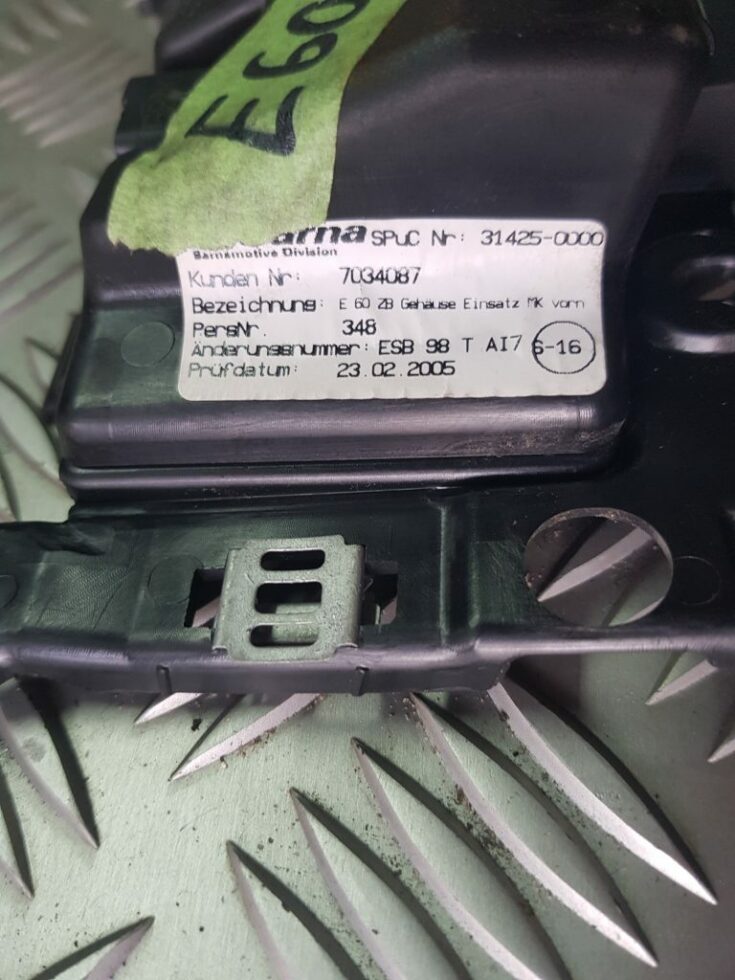 E60
SPuC Nr: 31425-0000
Barnamotive Division
Kunden Nr: 7034087
Bezeichnung: E 60 ZB Gehäuse Einsatz MK vorn
PersNr. 348
Änderungsnummer: ESB 98 T AI7 6-16
Prüfdatum: 23.02.2005